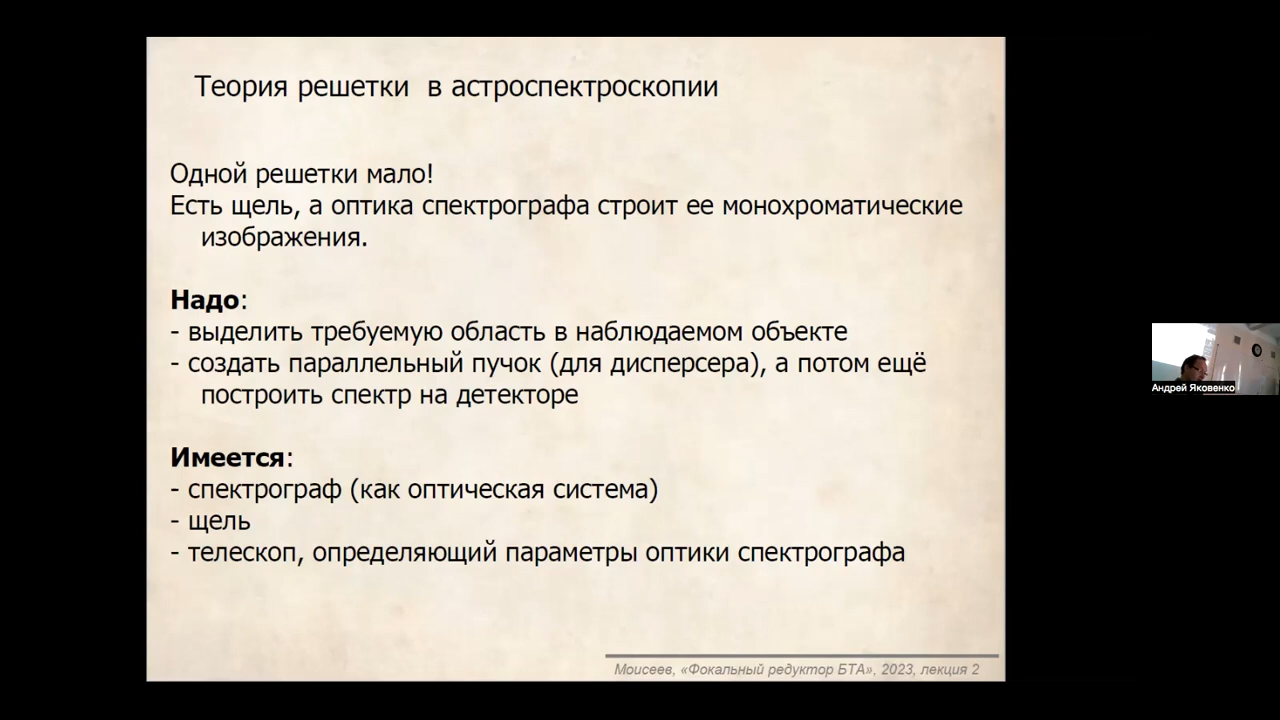 Теория решетки в астроспектроскопии
Одной решетки мало!
Есть щель, а оптика спектрографа строит ее монохроматические
изображения.
Надо:
- выделить требуемую область в наблюдаемом объекте
- создать параллельный пучок (для дисперсера), а потом ещё
построить спектр на детекторе
Имеется:
- спектрограф (как оптическая система)
- щель
- телескоп, определяющий параметры оптики спектрографа
Моисеев, «Фокальный редуктор БТА», 2023, лекция 2
Андрей Яковенко